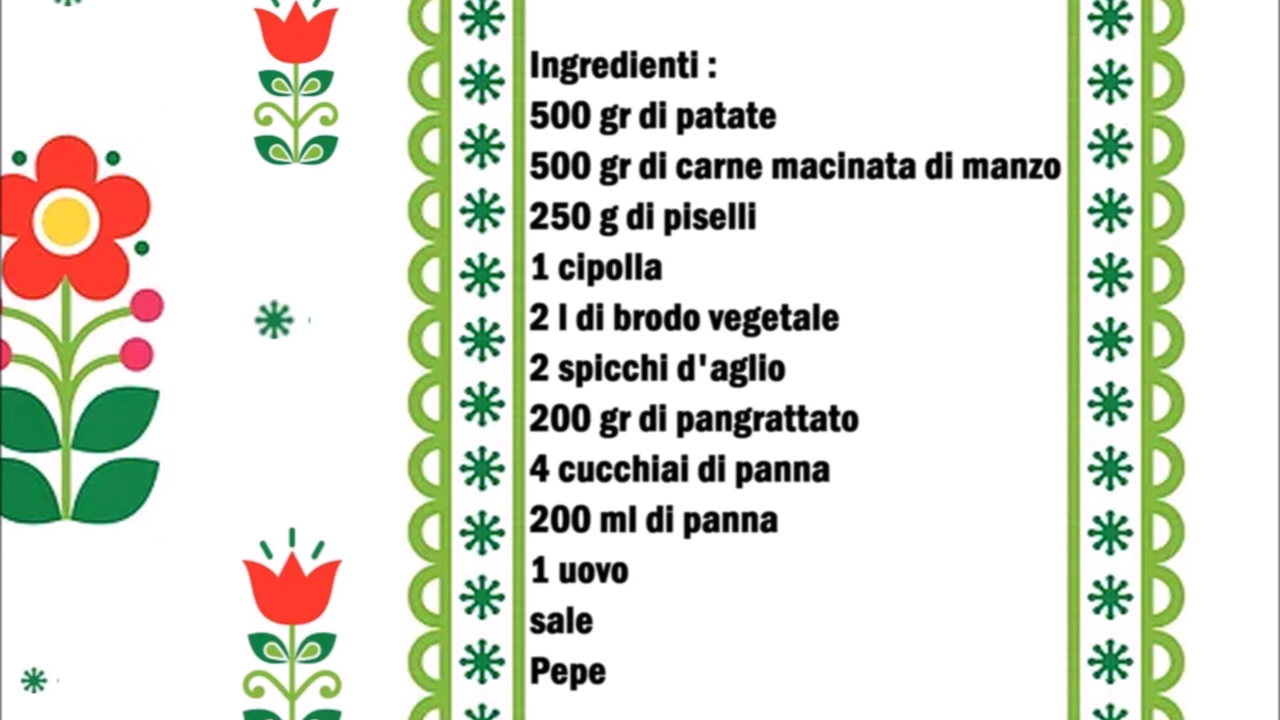 Ingredienti :
500 gr di patate
500 gr di carne macinata di manzo
250 g di piselli
1 cipolla
2 l di brodo vegetale
2 spicchi d'aglio
200 gr di pangrattato
4 cucchiai di panna
200 ml di panna
1 uovo
sale
Pepe